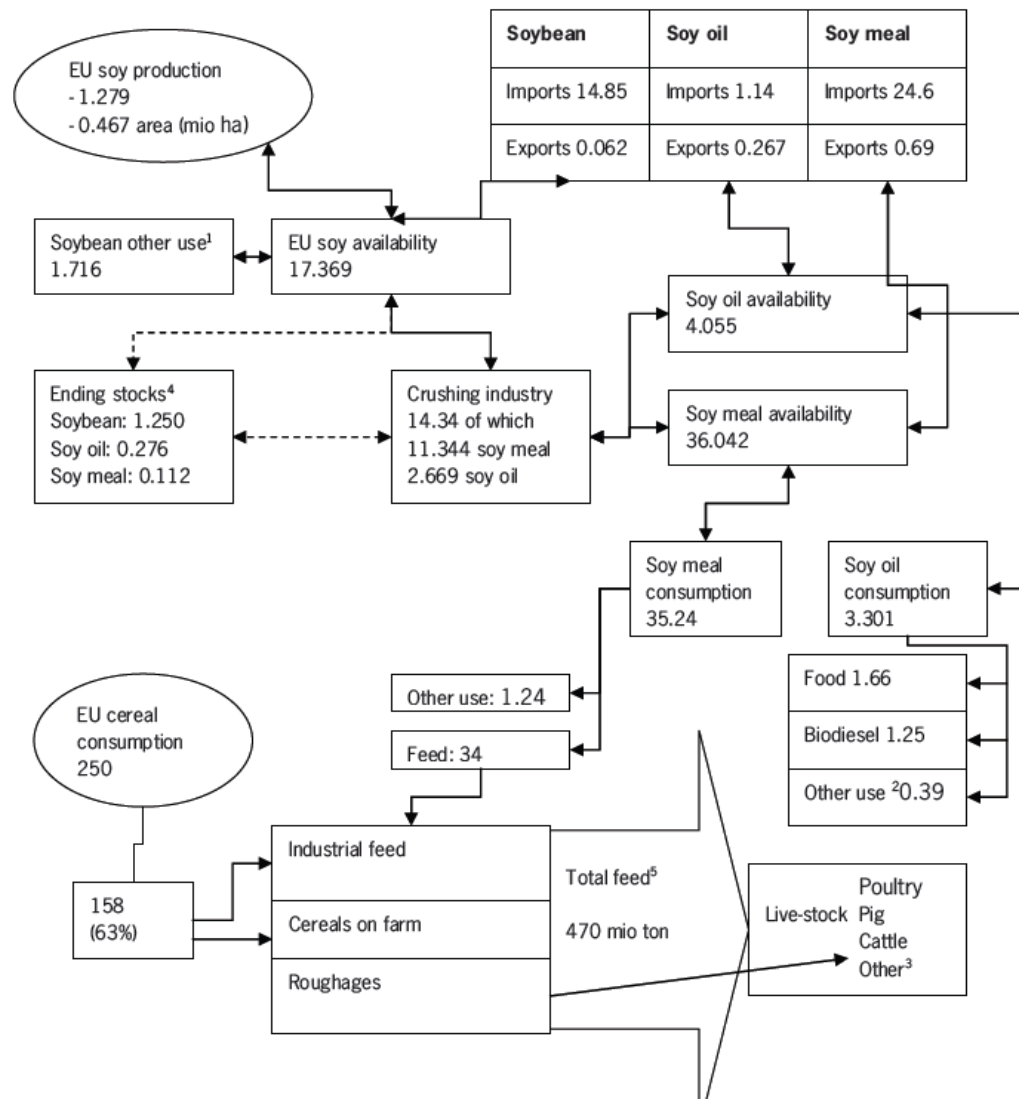 EU soy production
- 1.279
- 0.467 area (mio ha)
Soybean Soy oil Soy meal
Imports 14.85 Imports 1.14 Imports 24.6
Exports 0.062 Exports 0.267 Exports 0.69
Soybean other use¹
1.716
EU soy availability
17.369
Soy oil availability
4.055
Ending stocks⁴
Soybean: 1.250
Soy oil: 0.276
Soy meal: 0.112
Crushing industry
14.34 of which
11.344 soy meal
2.669 soy oil
Soy meal availability
36.042
Soy meal
consumption
35.24
Soy oil
consumption
3.301
Other use: 1.24
Feed: 34
Food 1.66
Biodiesel 1.25
Other use ²0.39
EU cereal
consumption
250
158
(63%)
Industrial feed
Cereals on farm
Roughages
Total feed⁵
470 mio ton
Live-stock
Poultry
Pig
Cattle
Other³